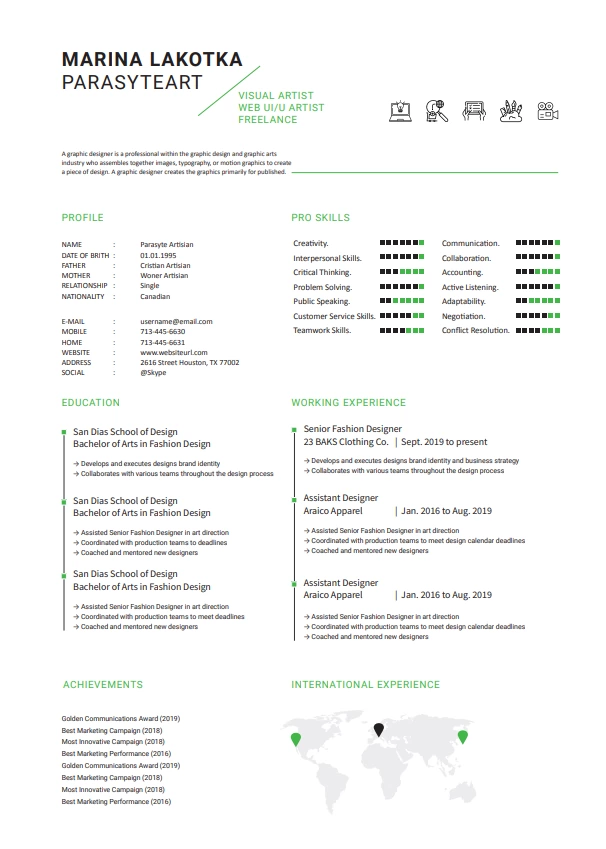 MARINA LAKOTKA
PARASYTEART
VISUAL ARTIST
WEB UI/U ARTIST
FREELANCE
A graphic designer is a professional within the graphic design and graphic arts
industry who assembles together images, typography, or motion graphics to create
a piece of design. A graphic designer creates the graphics primarily for published.
PROFILE
NAME : Parasyte Artisian
DATE OF BRITH : 01.01.1995
FATHER : Cristian Artisian
MOTHER : Woner Artisian
RELATIONSHIP : Single
NATIONALITY : Canadian
E-MAIL : username@email.com
MOBILE : 713-445-6630
HOME : 713-445-6631
WEBSITE : www.websiteurl.com
ADDRESS : 2616 Street Houston, TX 77002
SOCIAL : @Skype
PRO SKILLS
Creativity.
Interpersonal Skills.
Critical Thinking.
Problem Solving.
Public Speaking.
Customer Service Skills.
Teamwork Skills.
Communication.
Collaboration.
Accounting.
Active Listening.
Adaptability.
Negotiation.
Conflict Resolution.
EDUCATION
San Dias School of Design
Bachelor of Arts in Fashion Design
→ Develops and executes designs brand identity
→ Collaborates with various teams throughout the design process
San Dias School of Design
Bachelor of Arts in Fashion Design
→ Assisted Senior Fashion Designer in art direction
→ Coordinated with production teams to deadlines
→ Coached and mentored new designers
San Dias School of Design
Bachelor of Arts in Fashion Design
→ Assisted Senior Fashion Designer in art direction
→ Coordinated with production teams to meet deadlines
→ Coached and mentored new designers
WORKING EXPERIENCE
Senior Fashion Designer
23 BAKS Clothing Co. | Sept. 2019 to present
→ Develops and executes designs brand identity and business strategy
→ Collaborates with various teams throughout the design process
Assistant Designer
Araico Apparel | Jan. 2016 to Aug. 2019
→ Assisted Senior Fashion Designer in art direction
→ Coordinated with production teams to meet design calendar deadlines
→ Coached and mentored new designers
Assistant Designer
Araico Apparel | Jan. 2016 to Aug. 2019
→ Assisted Senior Fashion Designer in art direction
→ Coordinated with production teams to meet design calendar deadlines
→ Coached and mentored new designers
ACHIEVEMENTS
Golden Communications Award (2019)
Best Marketing Campaign (2018)
Most Innovative Campaign (2018)
Best Marketing Performance (2016)
Golden Communications Award (2019)
Best Marketing Campaign (2018)
Most Innovative Campaign (2018)
Best Marketing Performance (2016)
INTERNATIONAL EXPERIENCE